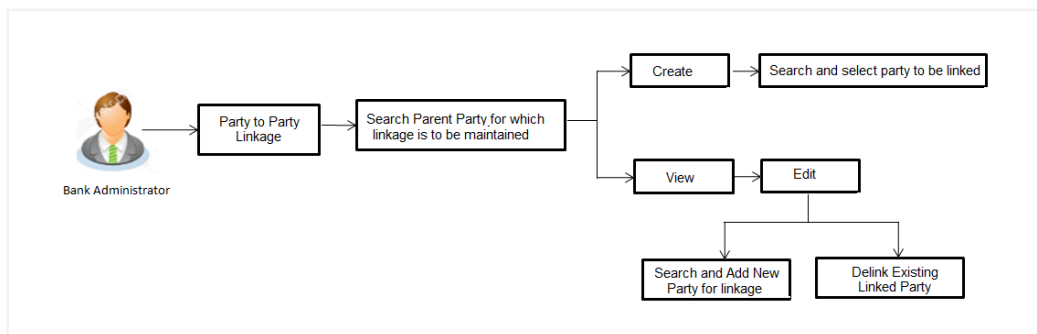 Bank Administrator
Party to Party
Linkage
Search Parent Party for which
linkage is to be maintained
Create
Search and select party to be linked
View
Edit
Search and Add New
Party for linkage
Delink Existing
Linked Party